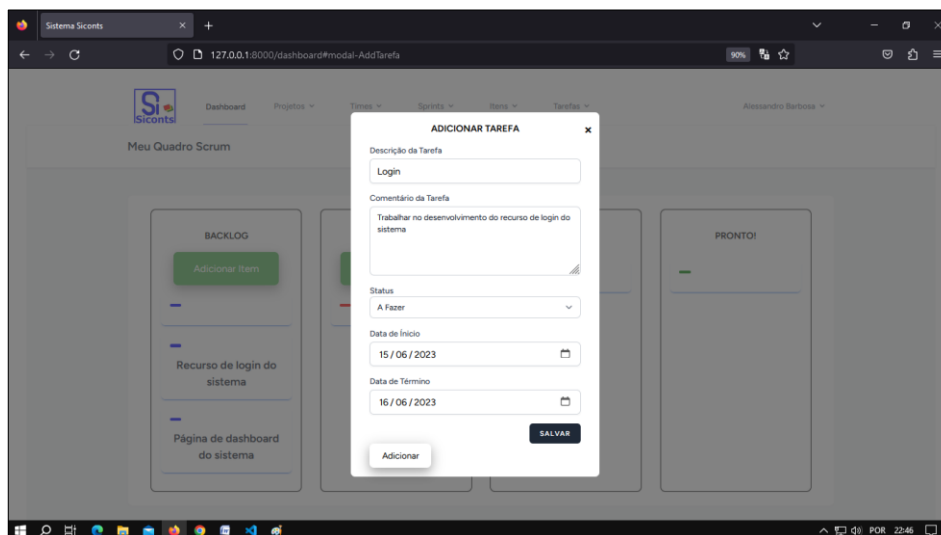 Sistema Siconts
127.0.0.1:8000/dashboard#modal-AddTarefa
90%
Si
Siconts
Dashboard
Projetos
Times
Sprints
Itens
Tarefas
Alessandro Barbosa
Meu Quadro Scrum
ADICIONAR TAREFA
Descrição da Tarefa
Login
Comentário da Tarefa
Trabalhar no desenvolvimento do recurso de login do
sistema
Status
A Fazer
Data de Ínicio
15 / 06 / 2023
Data de Término
16 / 06 / 2023
SALVAR
Adicionar
BACKLOG
Adicionar Item
Recurso de login do
sistema
Página de dashboard
do sistema
PRONTO!
POR
22:46